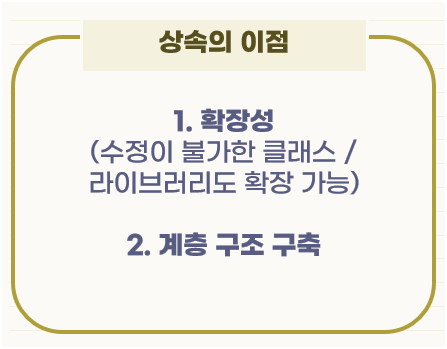 상속의 이점
1. 확장성
(수정이 불가한 클래스 /
라이브러리도 확장 가능)
2. 계층 구조 구축